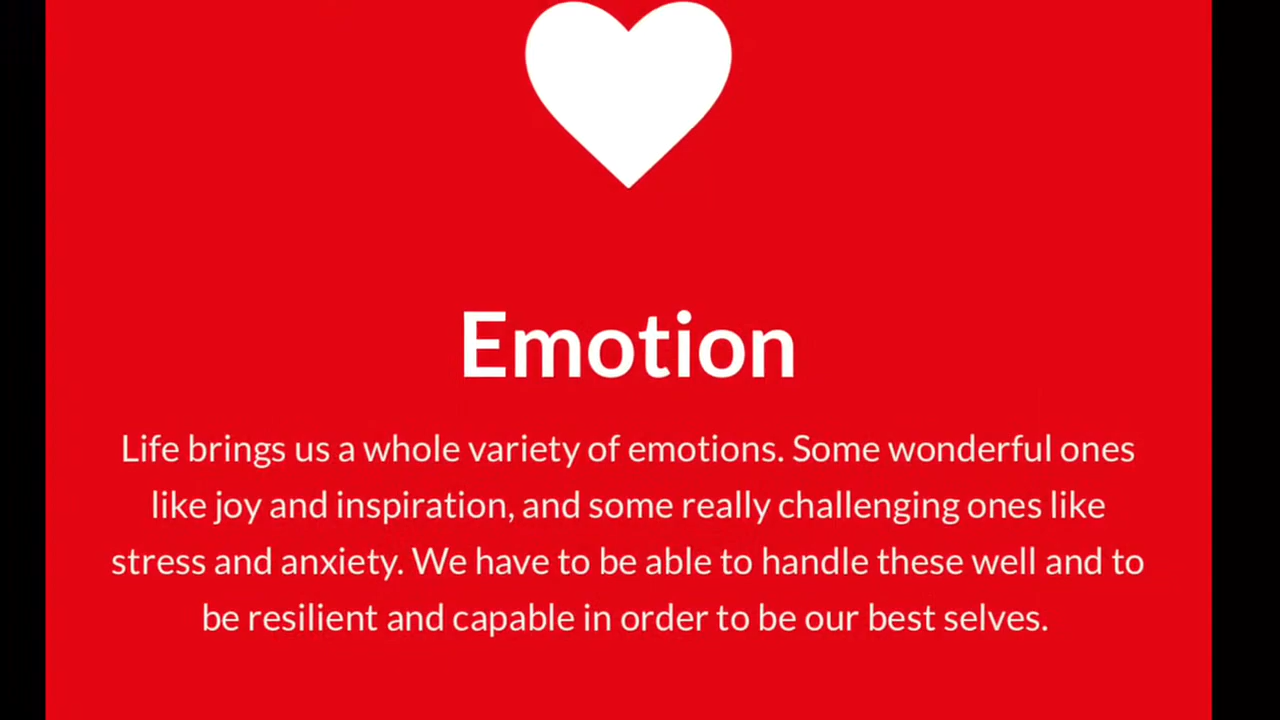 Emotion
Life brings us a whole variety of emotions. Some wonderful ones
like joy and inspiration, and some really challenging ones like
stress and anxiety. We have to be able to handle these well and to
be resilient and capable in order to be our best selves.